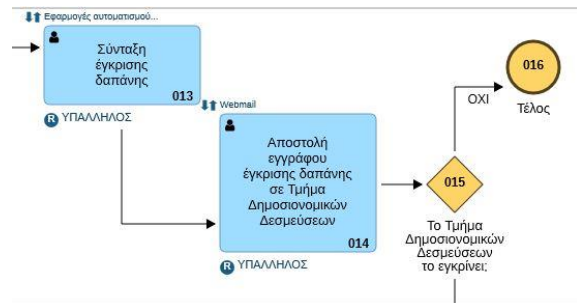 Εφαρμογές αυτοματισμού...
Σύνταξη
έγκρισης
δαπάνης
013
R ΥΠΑΛΛΗΛΟΣ
Webmail
Αποστολή
εγγράφου
έγκρισης δαπάνης
σε Τμήμα
Δημοσιονομικών
Δεσμεύσεων
014
R ΥΠΑΛΛΗΛΟΣ
015
Το Τμήμα
Δημοσιονομικών
Δεσμεύσεων
το εγκρίνει;
ΟΧΙ
016
Τέλος